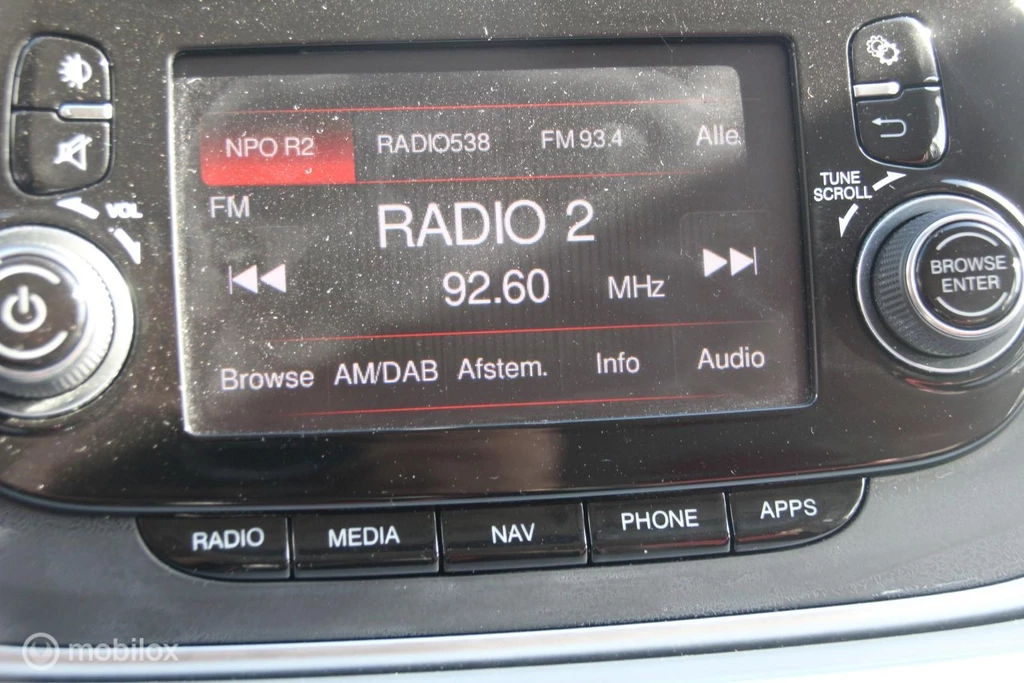 NPO R2 RADIO538 FM 93.4 Alle
FM
RADIO 2
92.60 MHz
Browse AM/DAB Afstem. Info Audio
VOL
TUNE
SCROLL
BROWSE
ENTER
RADIO MEDIA NAV PHONE APPS
mobilox